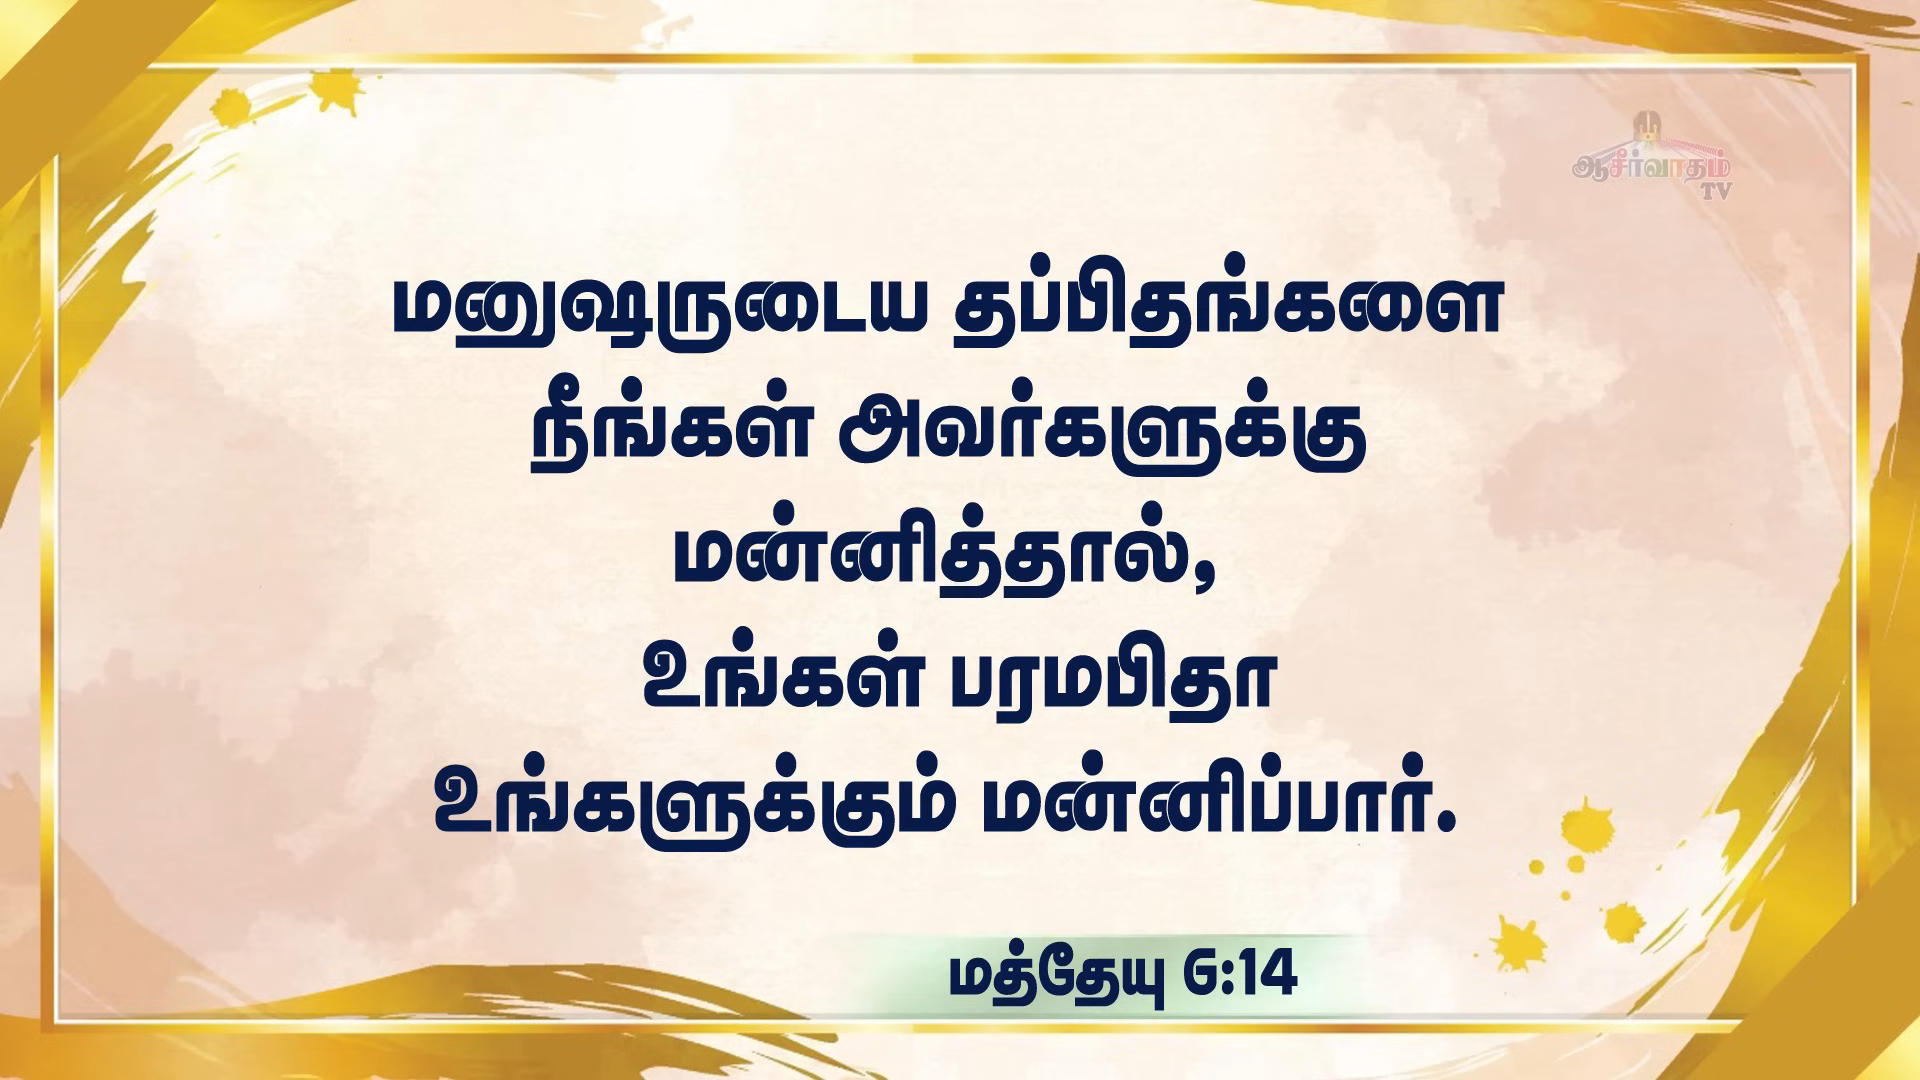 ஆசீர்வாதம்
TV
மனுஷருடைய தப்பிதங்களை
நீங்கள் அவர்களுக்கு
மன்னித்தால்,
உங்கள் பரமபிதா
உங்களுக்கும் மன்னிப்பார்.
மத்தேயு 6:14